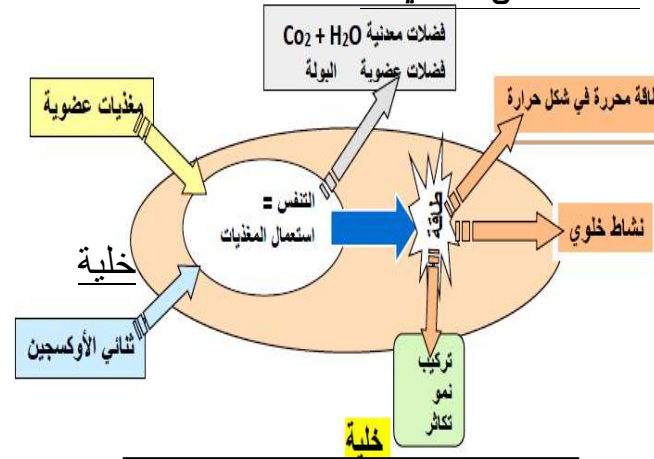 فضلات معدنية Co2 + H2O
فضلات عضوية البولة
مغذيات عضوية
طاقة محررة في شكل حرارة
التنفس =
استعمال المغذيات
طاقة
نشاط خلوي
خلية
ثنائي الأوكسجين
تركيب
نمو
تكاثر
خلية